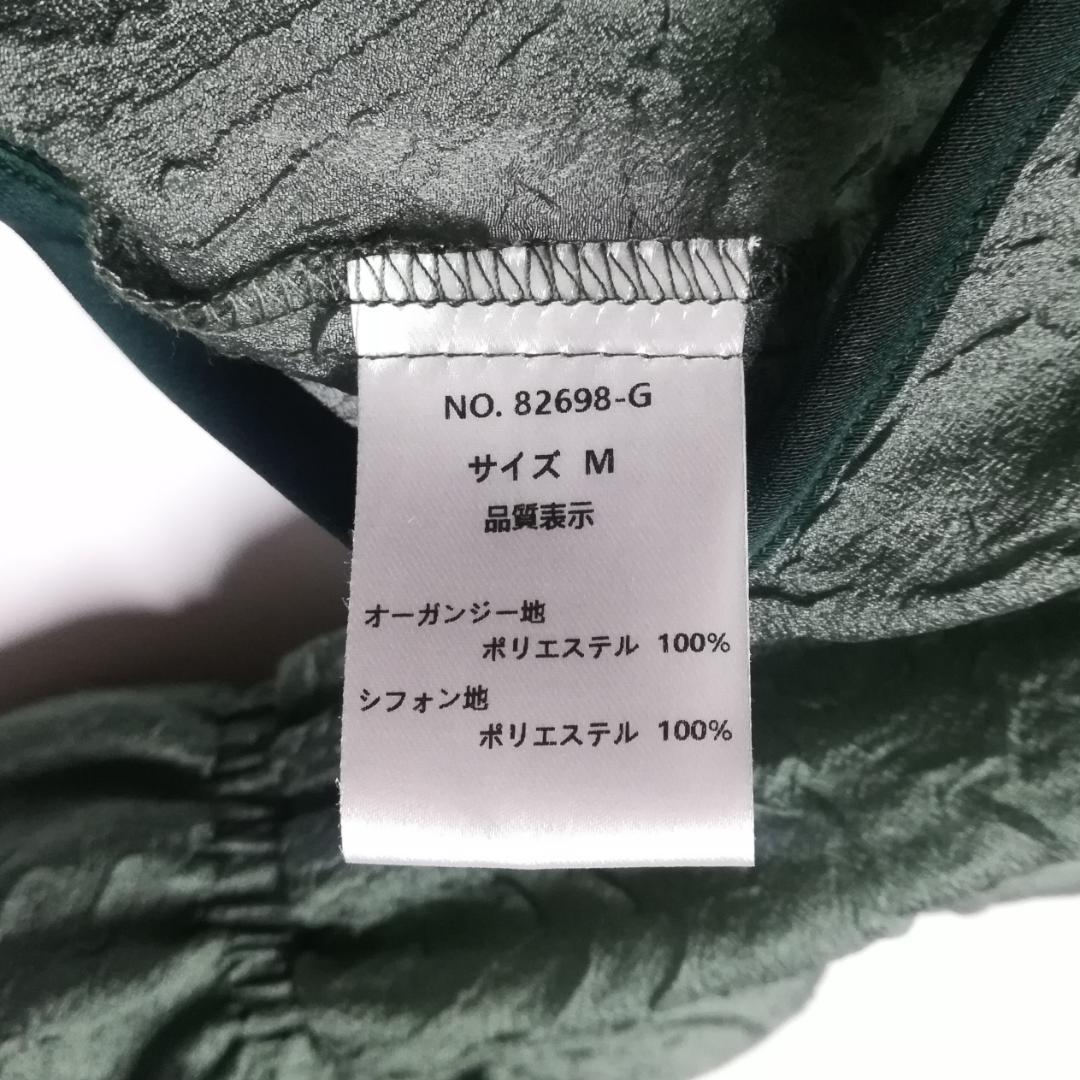 NO. 82698-G
サイズ M
品質表示
オーガンジー地
ポリエステル 100%
シフォン地
ポリエステル 100%